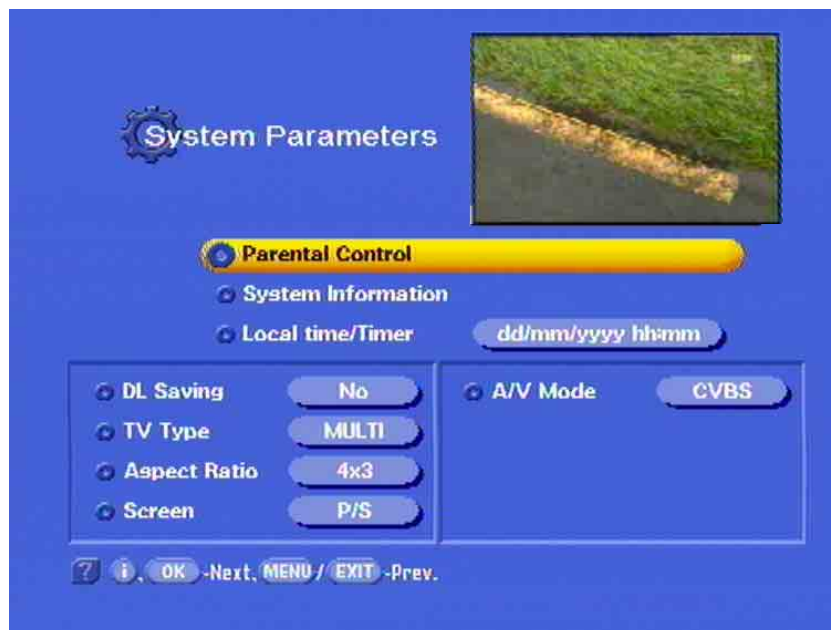 System Parameters
Parental Control
System Information
Local time/Timer dd/mm/yyyy hh:mm
DL Saving No
TV Type MULTI
Aspect Ratio 4x3
Screen P/S
A/V Mode CVBS
? i, OK -Next, MENU / EXIT -Prev.